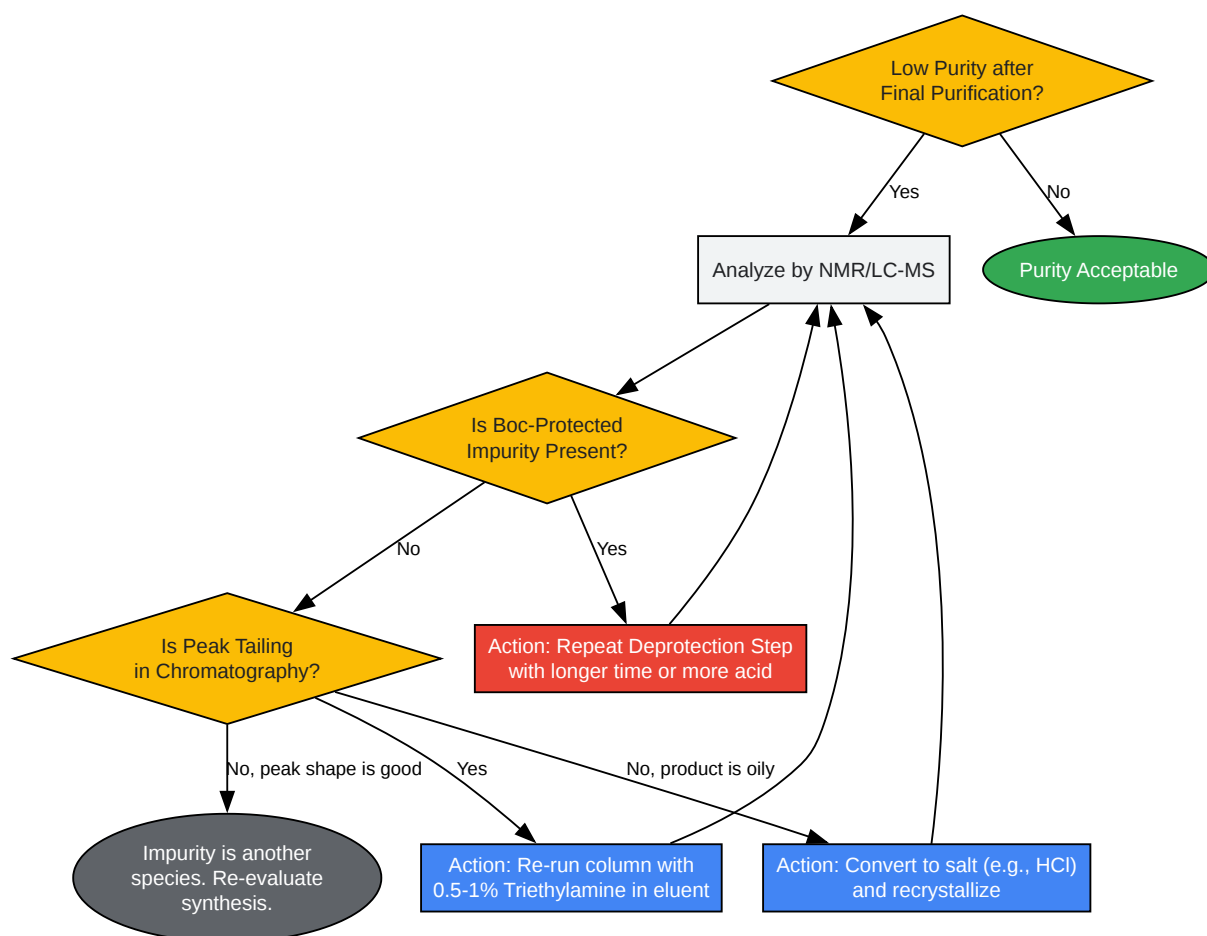 Low Purity after
Final Purification?
Yes
No
Analyze by NMR/LC-MS
Purity Acceptable
Is Boc-Protected
Impurity Present?
No
Yes
Is Peak Tailing
in Chromatography?
Action: Repeat Deprotection Step
with longer time or more acid
No, peak shape is good
Yes
No, product is oily
Impurity is another
species. Re-evaluate
synthesis.
Action: Re-run column with
0.5-1% Triethylamine in eluent
Action: Convert to salt (e.g., HCl)
and recrystallize